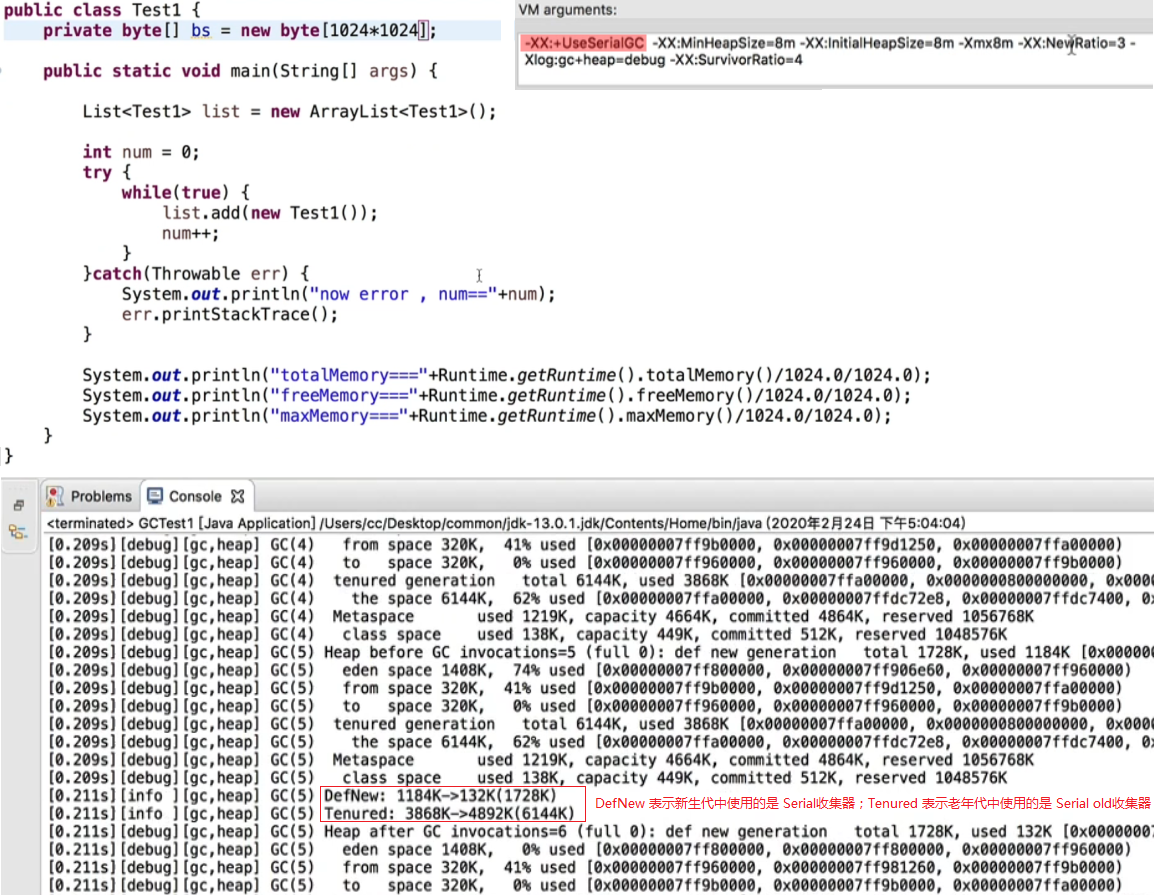 public class Test1 {
private byte[] bs = new byte[1024*1024];
public static void main(String[] args) {
List<Test1> list = new ArrayList<Test1>();
int num = 0;
try {
while(true) {
list.add(new Test1());
num++;
}
}catch(Throwable err) {
System.out.println("now error , num=="+num);
err.printStackTrace();
}
System.out.println("totalMemory==="+Runtime.getRuntime().totalMemory()/1024.0/1024.0);
System.out.println("freeMemory==="+Runtime.getRuntime().freeMemory()/1024.0/1024.0);
System.out.println("maxMemory==="+Runtime.getRuntime().maxMemory()/1024.0/1024.0);
}
}
VM arguments:
-XX:+UseSerialGC -XX:MinHeapSize=8m -XX:InitialHeapSize=8m -Xmx8m -XX:NewRatio=3 -
Xlog:gc+heap=debug -XX:SurvivorRatio=4
Problems Console
<terminated> GCTest1 [Java Application] /Users/cc/Desktop/common/jdk-13.0.1.jdk/Contents/Home/bin/java (2020年2月24日 下午5:04:04)
[0.209s][debug][gc,heap] GC(4) from space 320K, 41% used [0x00000007ff9b0000, 0x00000007ff9d1250, 0x00000007ffa00000)
[0.209s][debug][gc,heap] GC(4) to space 320K, 0% used [0x00000007ff960000, 0x00000007ff960000, 0x00000007ff9b0000)
[0.209s][debug][gc,heap] GC(4) tenured generation total 6144K, used 3868K [0x00000007ffa00000, 0x0000000800000000, 0x0000
[0.209s][debug][gc,heap] GC(4) the space 6144K, 62% used [0x00000007ffa00000, 0x00000007ffdc72e8, 0x00000007ffdc7400, 0x
[0.209s][debug][gc,heap] GC(4) Metaspace used 1219K, capacity 4664K, committed 4864K, reserved 1056768K
[0.209s][debug][gc,heap] GC(4) class space used 138K, capacity 449K, committed 512K, reserved 1048576K
[0.209s][debug][gc,heap] GC(5) Heap before GC invocations=5 (full 0): def new generation total 1728K, used 1184K [0x000000
[0.209s][debug][gc,heap] GC(5) eden space 1408K, 74% used [0x00000007ff800000, 0x00000007ff906e60, 0x00000007ff960000)
[0.209s][debug][gc,heap] GC(5) from space 320K, 41% used [0x00000007ff9b0000, 0x00000007ff9d1250, 0x00000007ffa00000)
[0.209s][debug][gc,heap] GC(5) to space 320K, 0% used [0x00000007ff960000, 0x00000007ff960000, 0x00000007ff9b0000)
[0.209s][debug][gc,heap] GC(5) tenured generation total 6144K, used 3868K [0x00000007ffa00000, 0x0000000800000000, 0x0000
[0.209s][debug][gc,heap] GC(5) the space 6144K, 62% used [0x00000007ffa00000, 0x00000007ffdc72e8, 0x00000007ffdc7400, 0x
[0.209s][debug][gc,heap] GC(5) Metaspace used 1219K, capacity 4664K, committed 4864K, reserved 1056768K
[0.209s][debug][gc,heap] GC(5) class space used 138K, capacity 449K, committed 512K, reserved 1048576K
[0.211s][info ][gc,heap] GC(5) DefNew: 1184K->132K(1728K)
DefNew 表示新生代中使用的是 Serial收集器；Tenured 表示老年代中使用的是 Serial old收集器
[0.211s][info ][gc,heap] GC(5) Tenured: 3868K->4892K(6144K)
[0.211s][debug][gc,heap] GC(5) Heap after GC invocations=6 (full 0): def new generation total 1728K, used 132K [0x0000000
[0.211s][debug][gc,heap] GC(5) eden space 1408K, 0% used [0x00000007ff800000, 0x00000007ff800000, 0x00000007ff960000)
[0.211s][debug][gc,heap] GC(5) from space 320K, 41% used [0x00000007ff960000, 0x00000007ff981260, 0x00000007ff9b0000)
[0.211s][debug][gc,heap] GC(5) to space 320K, 0% used [0x00000007ff9b0000, 0x00000007ff9b0000, 0x00000007ffa00000)